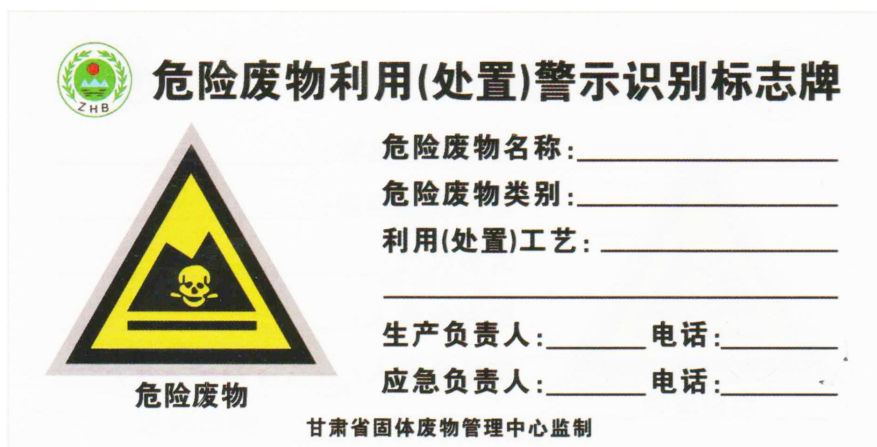 ZHB
危险废物利用(处置)警示识别标志牌
危险废物名称:
危险废物类别:
利用(处置)工艺:
生产负责人: 电话:
应急负责人: 电话:
危险废物
甘肃省固体废物管理中心监制